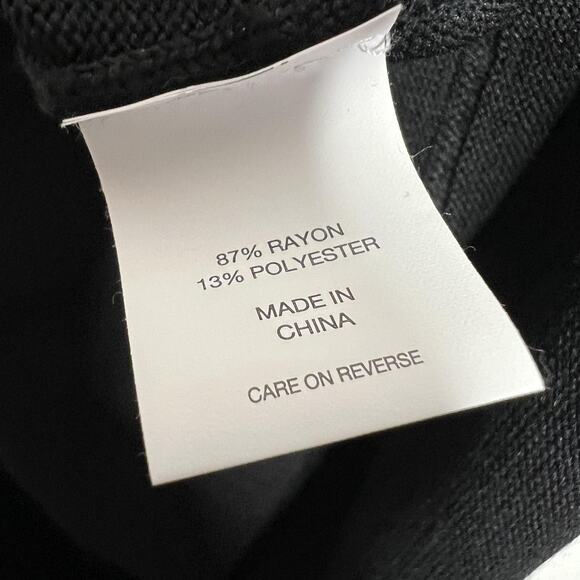 87% RAYON
13% POLYESTER
MADE IN
CHINA
CARE ON REVERSE